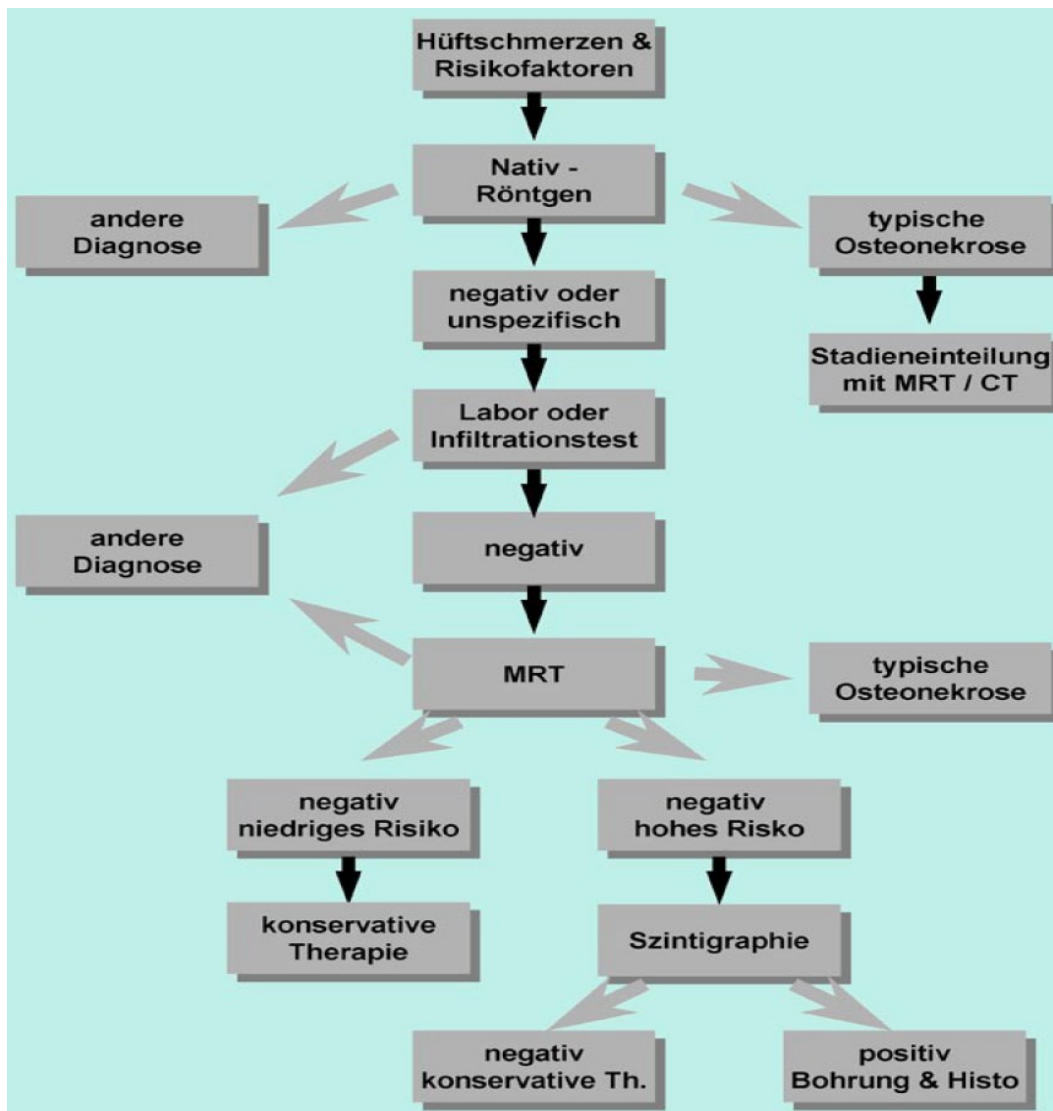 Hüftschmerzen &
Risikofaktoren
Nativ -
Röntgen
andere
Diagnose
typische
Osteonekrose
negativ oder
unspezifisch
Stadieneinteilung
mit MRT / CT
Labor oder
Infiltrationstest
andere
Diagnose
negativ
MRT
typische
Osteonekrose
negativ
niedriges Risiko
negativ
hohes Risko
konservative
Therapie
Szintigraphie
negativ
konservative Th.
positiv
Bohrung & Histo